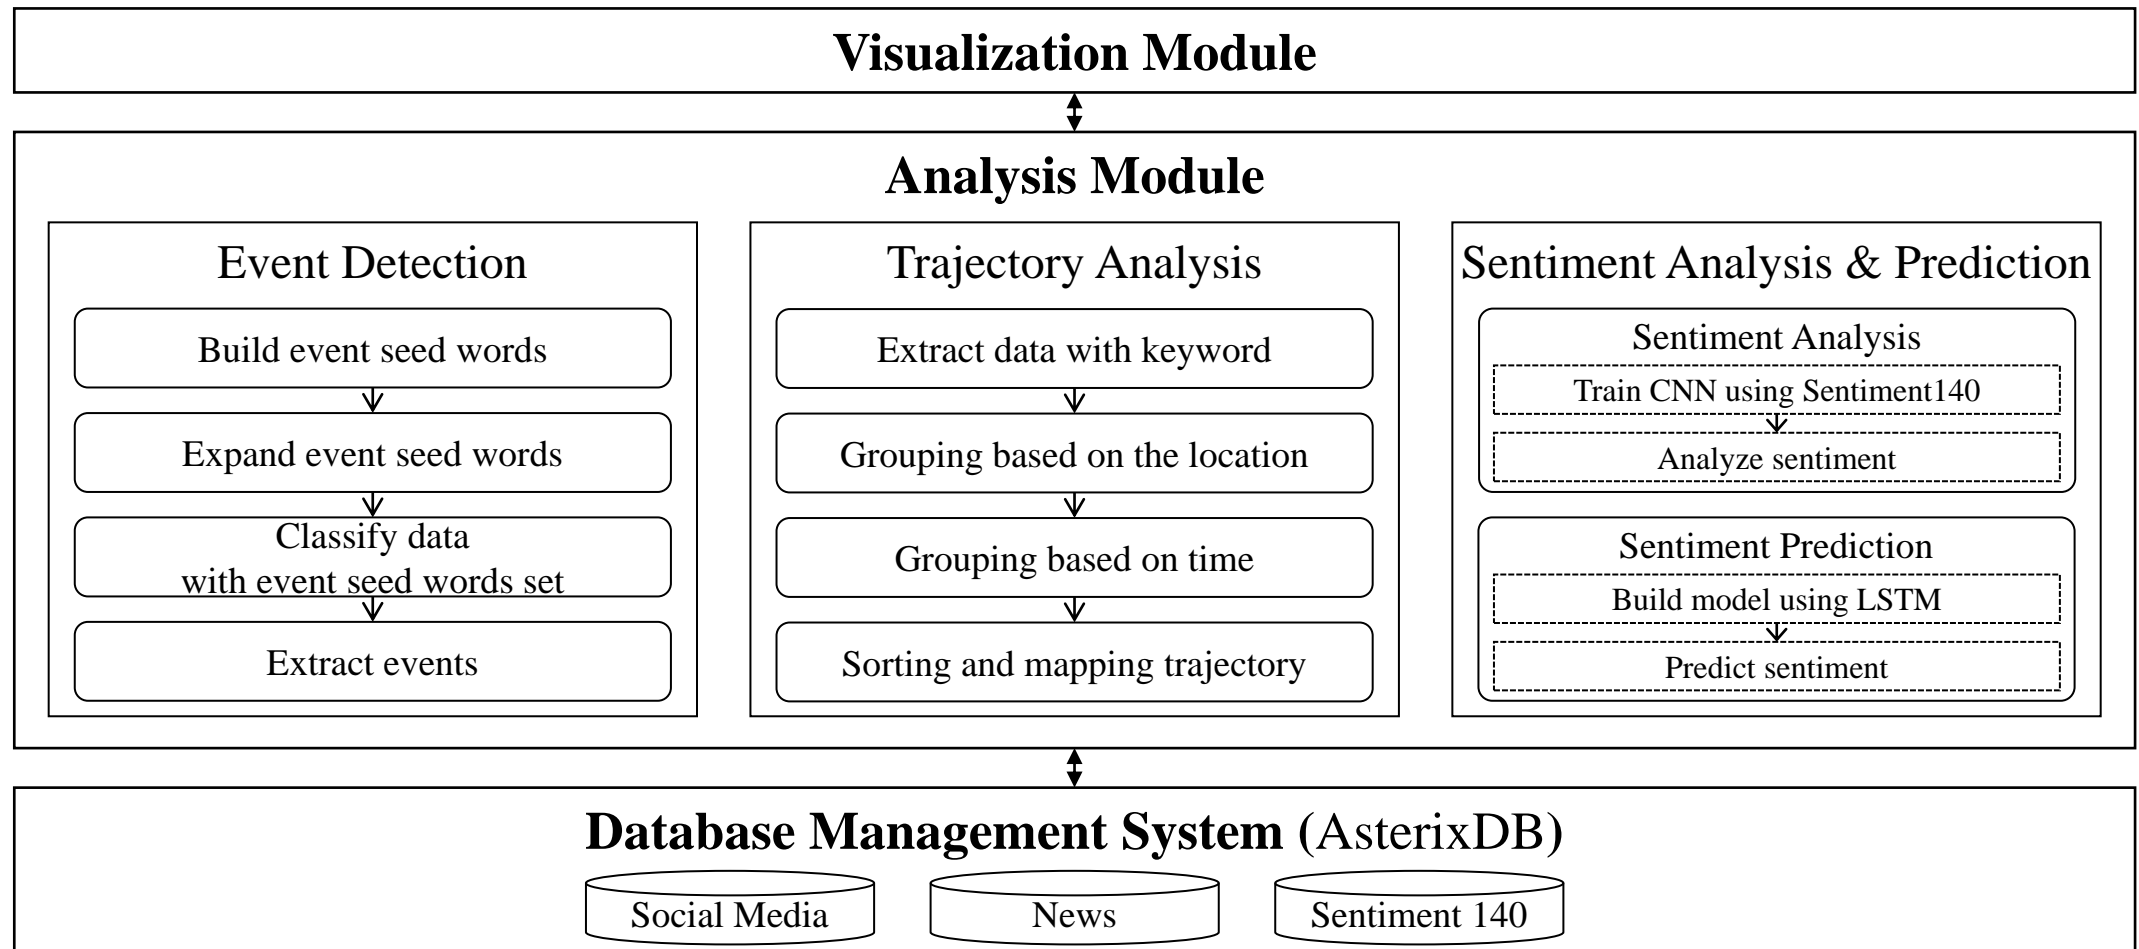 Visualization Module
Analysis Module
Event Detection
Build event seed words
Expand event seed words
Classify data
with event seed words set
Extract events
Trajectory Analysis
Extract data with keyword
Grouping based on the location
Grouping based on time
Sorting and mapping trajectory
Sentiment Analysis & Prediction
Sentiment Analysis
Train CNN using Sentiment140
Analyze sentiment
Sentiment Prediction
Build model using LSTM
Predict sentiment
Database Management System (AsterixDB)
Social Media
News
Sentiment 140